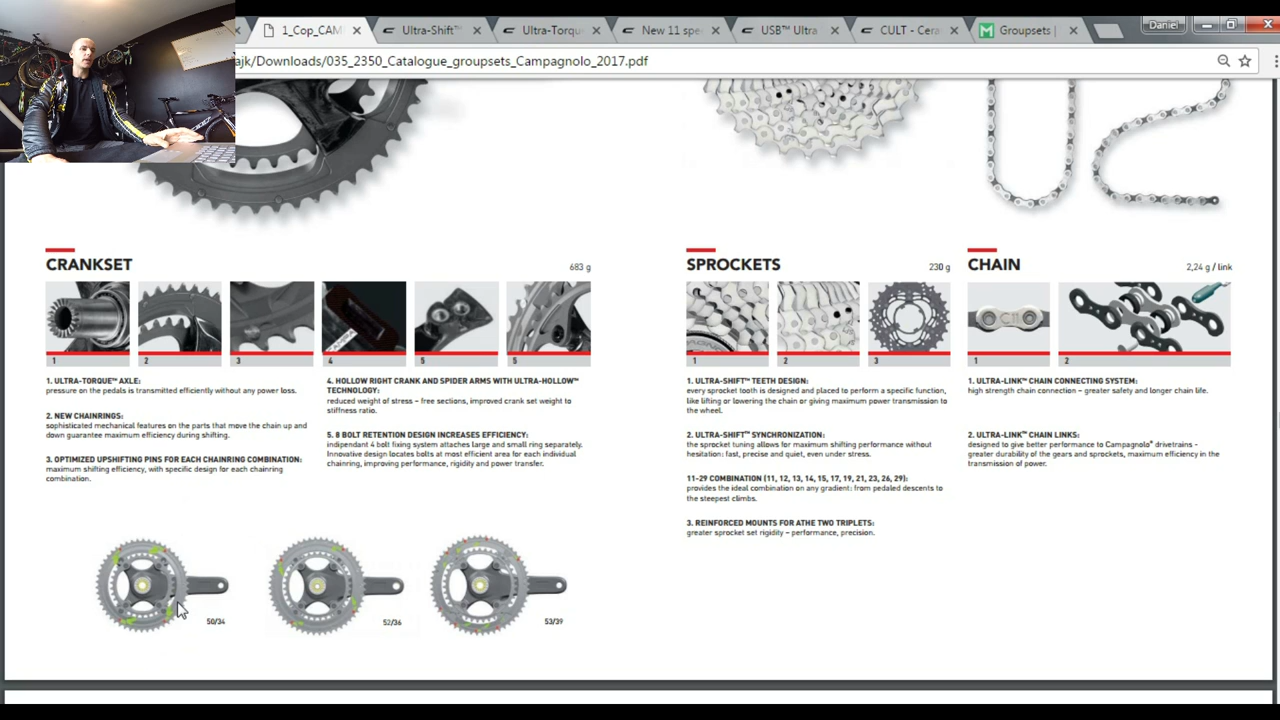 1_Cop_CAM
Ultra-Shift™
Ultra-Torqu
New 11 spe
USB™ Ultra
CULT - Cera
Groupsets |
Daniel
ajk/Downloads/035_2350_Catalogue_groupsets_Campagnolo_2017.pdf
CRANKSET
683 g
1
2
3
4
5
5
1. ULTRA-TORQUE™ AXLE:
pressure on the pedals is transmitted efficiently without any power loss.
2. NEW CHAINRINGS:
sophisticated mechanical features on the parts that move the chain up and
down guarantee maximum efficiency during shifting.
3. OPTIMIZED UPSHIFTING PINS FOR EACH CHAINRING COMBINATION:
maximum shifting efficiency, with specific design for each chainring
combination.
4. HOLLOW RIGHT CRANK AND SPIDER ARMS WITH ULTRA-HOLLOW™
TECHNOLOGY:
reduced weight of stress – free sections, improved crank set weight to
stiffness ratio.
5. 8 BOLT RETENTION DESIGN INCREASES EFFICIENCY:
indipendant 4 bolt fixing system attaches large and small ring separately.
Innovative design locates bolts at most efficient area for each individual
chainring, improving performance, rigidity and power transfer.
50/34
52/36
53/39
SPROCKETS
230 g
1
2
3
1. ULTRA-SHIFT™ TEETH DESIGN:
every sprocket tooth is designed and placed to perform a specific function,
like lifting or lowering the chain or giving maximum power transmission to
the wheel.
2. ULTRA-SHIFT™ SYNCHRONIZATION:
the sprocket tuning allows for maximum shifting performance without
hesitation: fast, precise and quiet, even under stress.
11-29 COMBINATION (11, 12, 13, 14, 15, 17, 19, 21, 23, 26, 29):
provides the ideal combination on any gradient: from pedaled descents to
the steepest climbs.
3. REINFORCED MOUNTS FOR ATHE TWO TRIPLETS:
greater sprocket set rigidity – performance, precision.
CHAIN
2,24 g / link
C11
1
2
1. ULTRA-LINK™ CHAIN CONNECTING SYSTEM:
high strength chain connection – greater safety and longer chain life.
2. ULTRA-LINK™ CHAIN LINKS:
designed to give better performance to Campagnolo® drivetrains -
greater durability of the gears and sprockets, maximum efficiency in the
transmission of power.